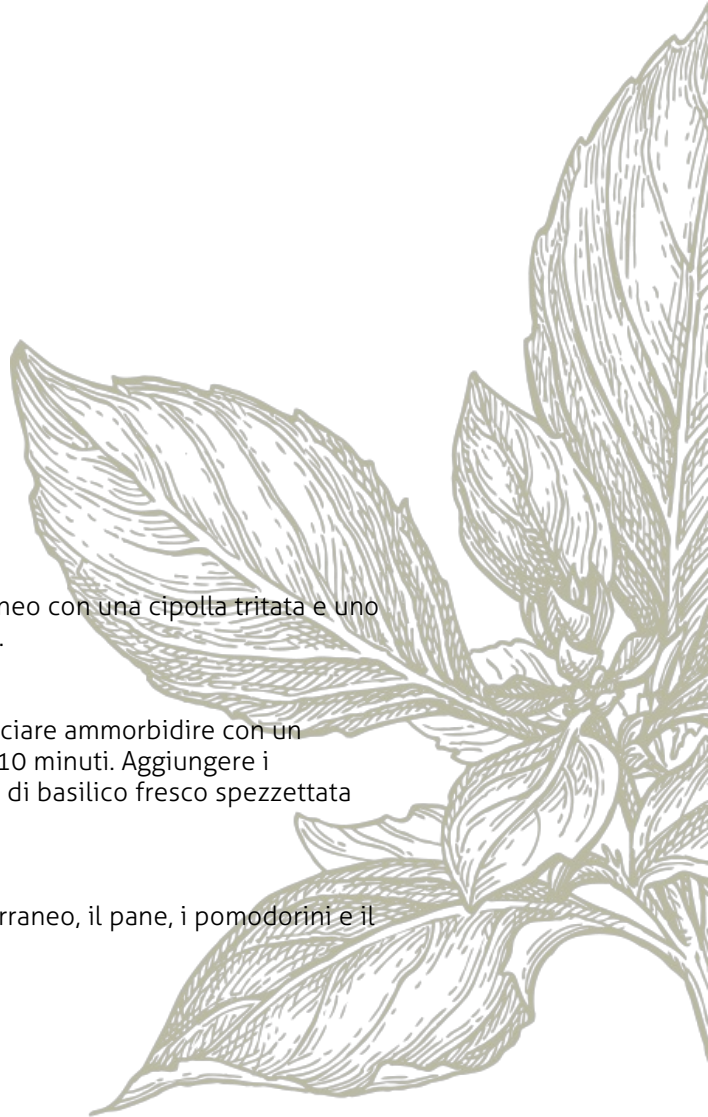 neo con una cipolla tritata e uno
.
ciare ammorbidire con un
10 minuti. Aggiungere i
di basilico fresco spezzettata
rraneo, il pane, i pomodorini e il